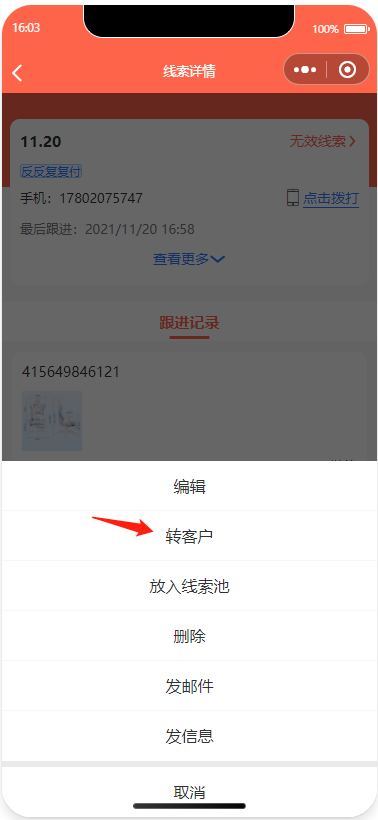 16:03
100%
线索详情
11.20
无效线索
反反复复付
手机：17802075747
点击拨打
最后跟进：2021/11/20 16:58
查看更多
跟进记录
415649846121
编辑
转客户
放入线索池
删除
发邮件
发信息
取消